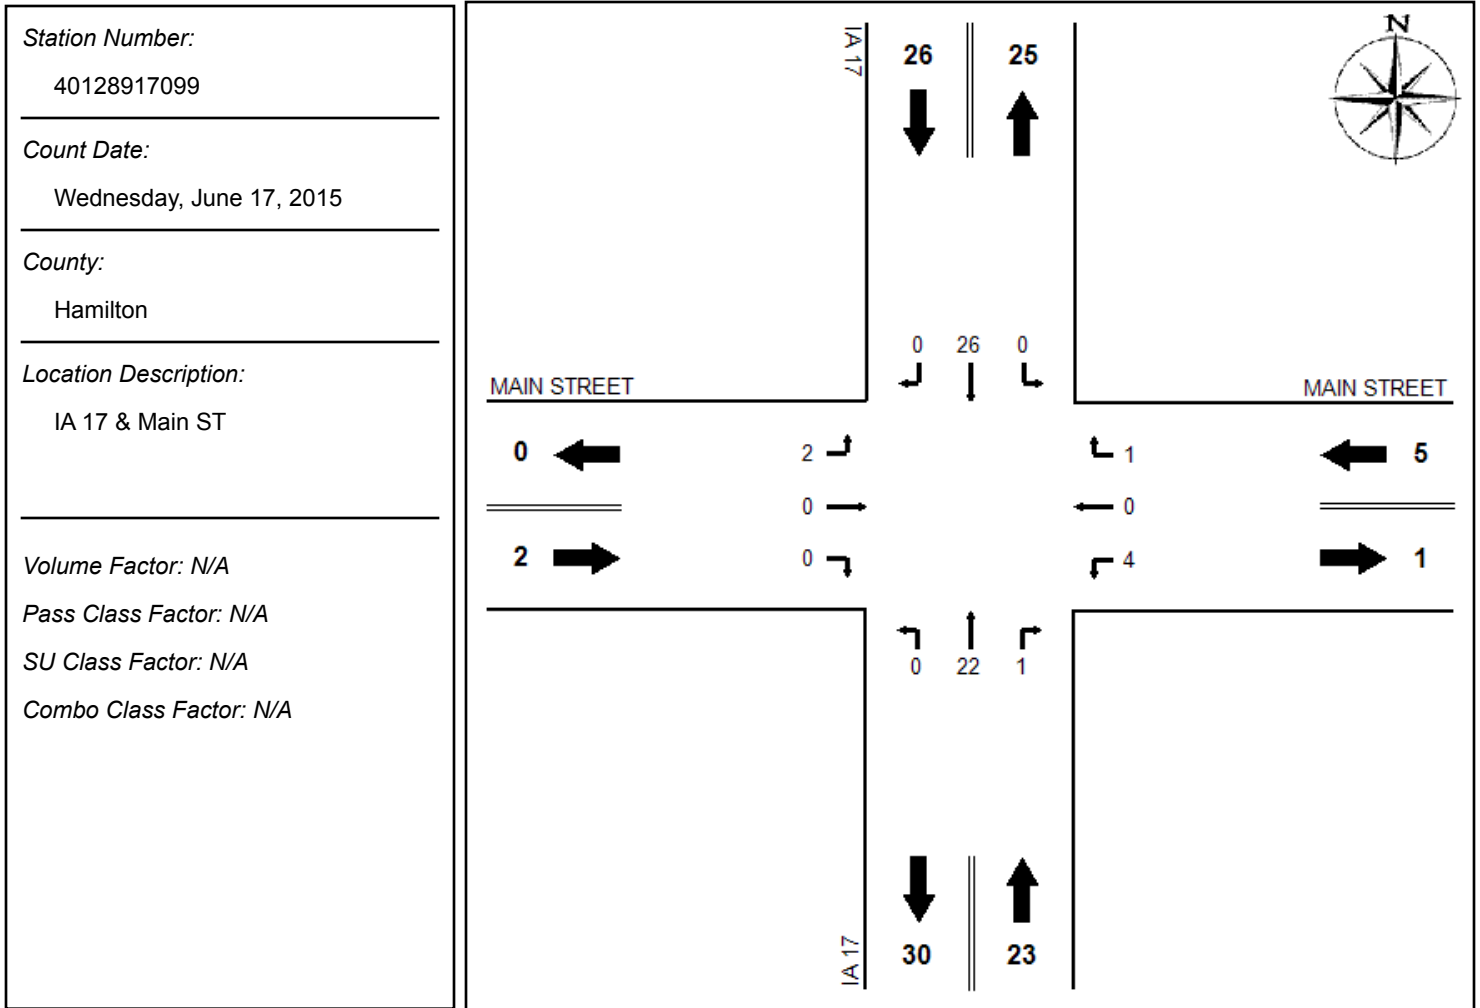 Station Number:
40128917099
Count Date:
Wednesday, June 17, 2015
County:
Hamilton
Location Description:
IA 17 & Main ST
Volume Factor: N/A
Pass Class Factor: N/A
SU Class Factor: N/A
Combo Class Factor: N/A
N
IA 17
26 25
0 26 0
MAIN STREET
MAIN STREET
0 2 1 5
0 0
2 0 4 1
0 22 1
IA 17
30 23